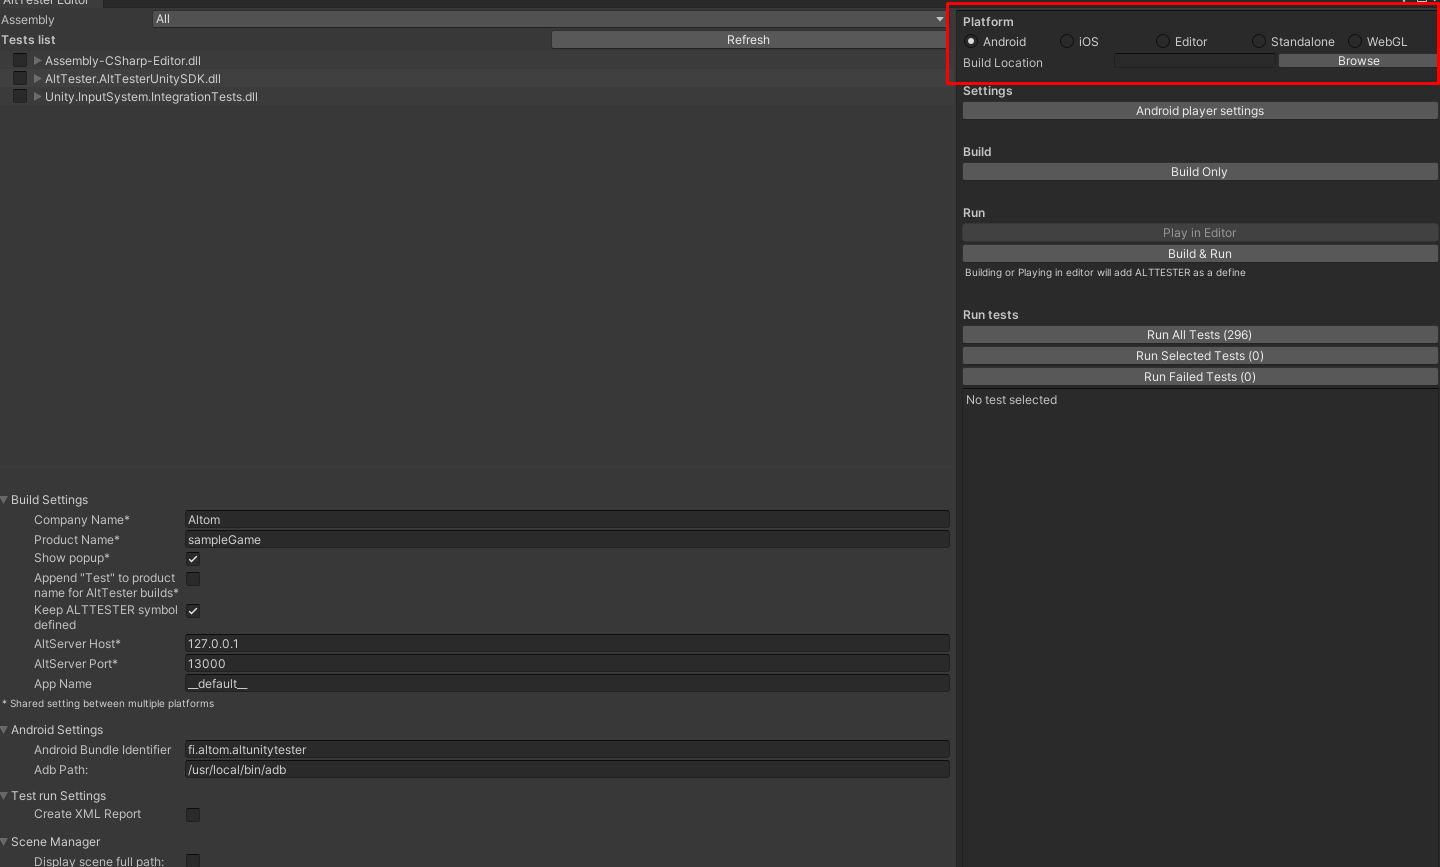 AltTester Editor
Assembly
All
Tests list
Refresh
Assembly-CSharp-Editor.dll
AltTester.AltTesterUnitySDK.dll
Unity.InputSystem.IntegrationTests.dll
Build Settings
Company Name*
Altom
Product Name*
sampleGame
Show popup*
Append "Test" to product
name for AltTester builds*
Keep ALTTESTER symbol
defined
AltServer Host*
127.0.0.1
AltServer Port*
13000
App Name
__default__
* Shared setting between multiple platforms
Android Settings
Android Bundle Identifier
fi.altom.altunitytester
Adb Path:
/usr/local/bin/adb
Test run Settings
Create XML Report
Scene Manager
Display scene full path:
Platform
Android iOS Editor Standalone WebGL
Build Location
Browse
Settings
Android player settings
Build
Build Only
Run
Play in Editor
Build & Run
Building or Playing in editor will add ALTTESTER as a define
Run tests
Run All Tests (296)
Run Selected Tests (0)
Run Failed Tests (0)
No test selected